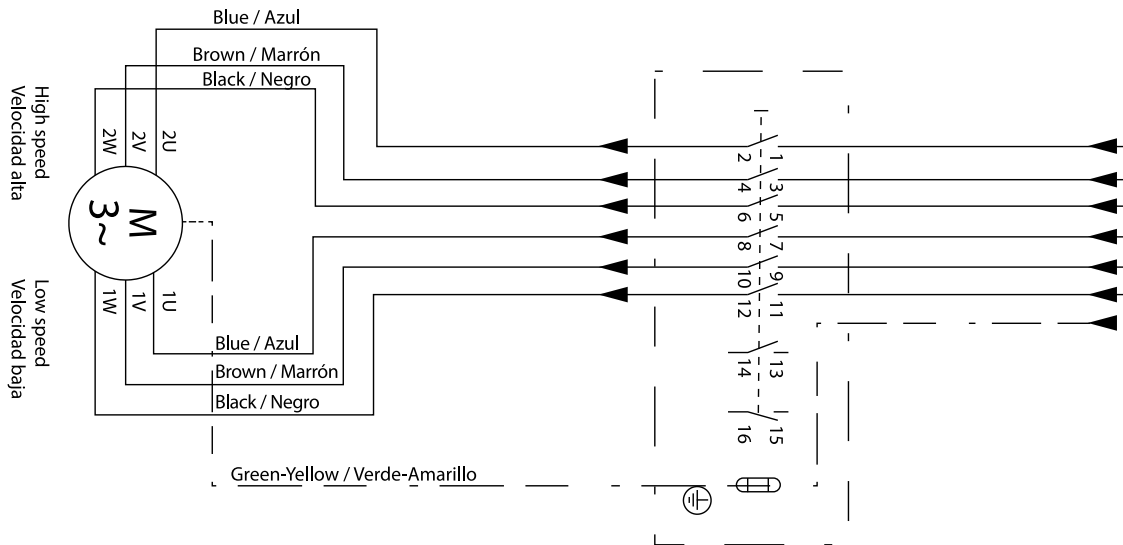 Blue / Azul
Brown / Marrón
Black / Negro
High speed
Velocidad alta
2W
2V
2U
M
3~
Low speed
Velocidad baja
1W
1V
1U
Blue / Azul
Brown / Marrón
Black / Negro
Green-Yellow / Verde-Amarillo
2 1
4 3
6 5
8 7
10 9
12 11
14 13
16 15